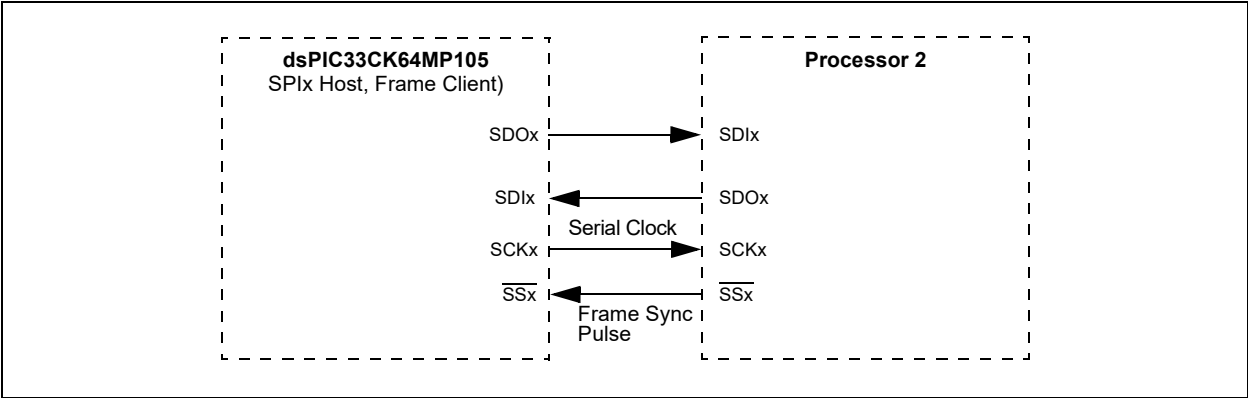 dsPIC33CK64MP105
SPIx Host, Frame Client)
Processor 2
SDOx
SDIx
SDIx
SDOx
Serial Clock
SCKx
SCKx
SSx
SSx
Frame Sync
Pulse